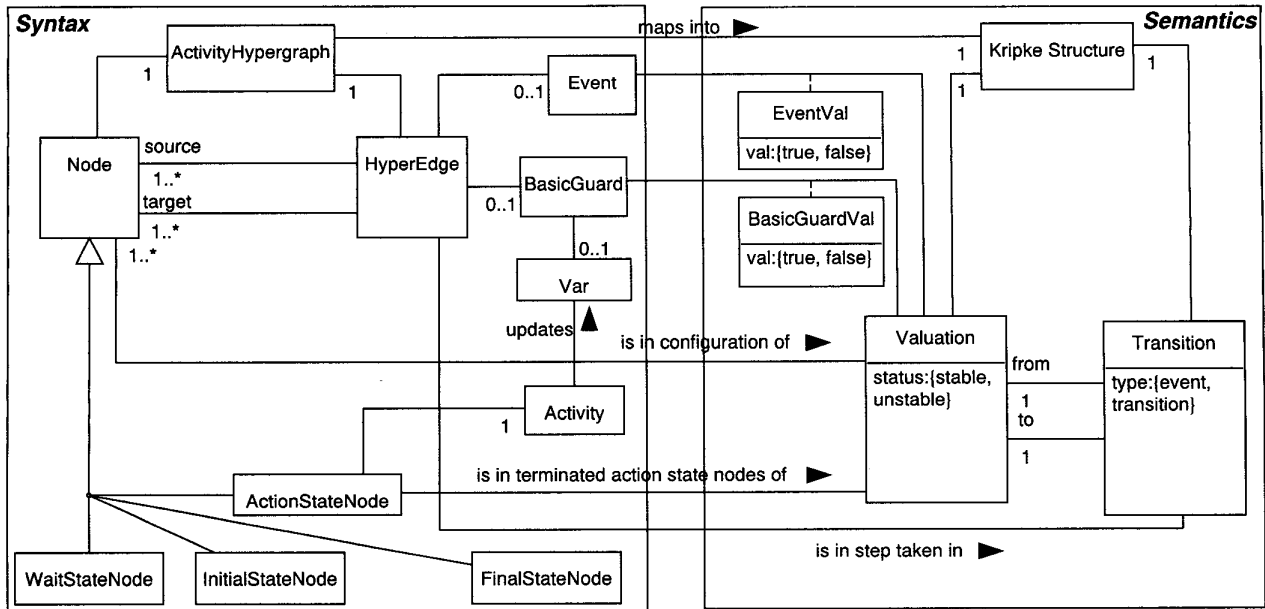 Syntax
Semantics
maps into
ActivityHypergraph
1
1
Event
0..1
1
Kripke Structure
1
1
EventVal
val:{true, false}
Node
source
1..*
target
1..*
1..*
HyperEdge
BasicGuard
0..1
BasicGuardVal
val:{true, false}
0..1
Var
updates
is in configuration of
Valuation
status:{stable,
unstable}
from
1
to
1
Transition
type:{event,
transition}
Activity
1
is in terminated action state nodes of
ActionStateNode
is in step taken in
WaitStateNode
InitialStateNode
FinalStateNode